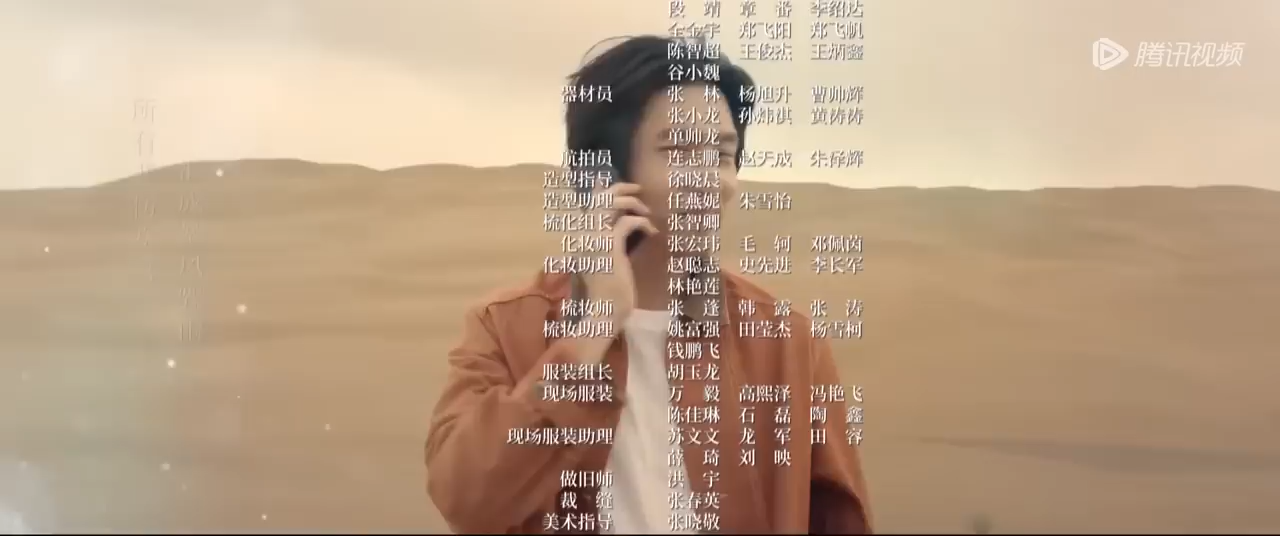 段 靖 章 番 李绍达
全金宇 郑飞阳 郑飞帆
陈智超 王俊杰 王炳鑫
谷小魏
器材员 张 林 杨旭升 曹帅辉
张小龙 孙炜淇 黄涛涛
单帅龙
航拍员 连志鹏 赵天成 朱泽辉
造型指导 徐晓晨
造型助理 任燕妮 朱雪怡
梳化组长 张智卿
化妆师 张宏玮 毛 轲 邓佩茵
化妆助理 赵聪志 史先进 李长军
林艳莲
梳妆师 张 蓬 韩 露 张 涛
梳妆助理 姚富强 田莹杰 杨雪柯
钱鹏飞
服装组长 胡玉龙
现场服装 万 毅 高熙泽 冯艳飞
陈佳琳 石 磊 陶 鑫
现场服装助理 苏文文 龙 军 田 容
薛 琦 刘 映
做旧师 洪 宇
裁 缝 张春英
美术指导 张晓敬
腾讯视频
所有